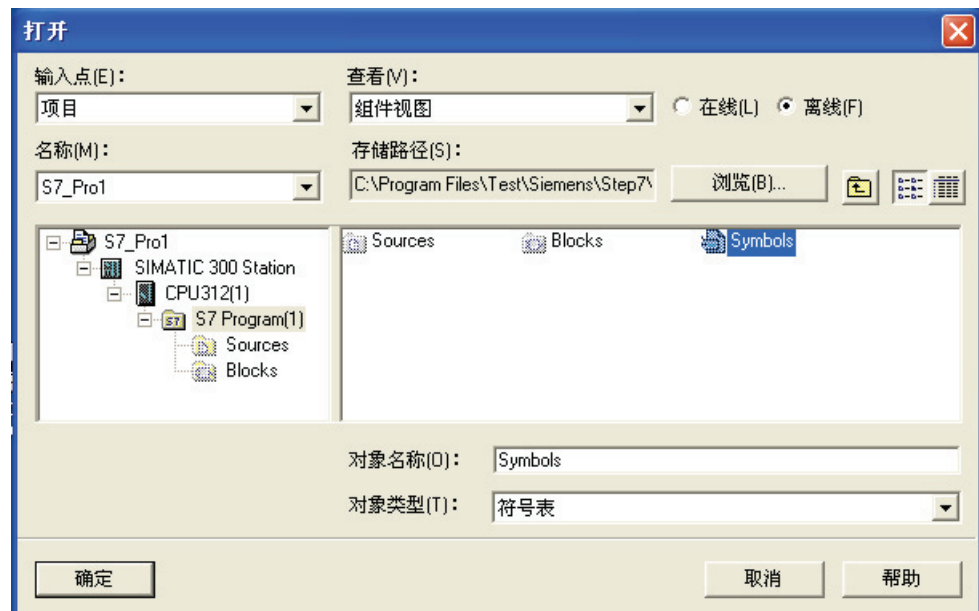 打开
输入点(E)：
查看(V)：
项目
组件视图
在线(L)
离线(F)
名称(M)：
存储路径(S)：
S7_Pro1
C:\Program Files\Test\Siemens\Step7\
浏览(B)...
S7_Pro1
SIMATIC 300 Station
CPU312(1)
S7 Program(1)
Sources
Blocks
Sources
Blocks
Symbols
对象名称(O)：
Symbols
对象类型(T)：
符号表
确定
取消
帮助